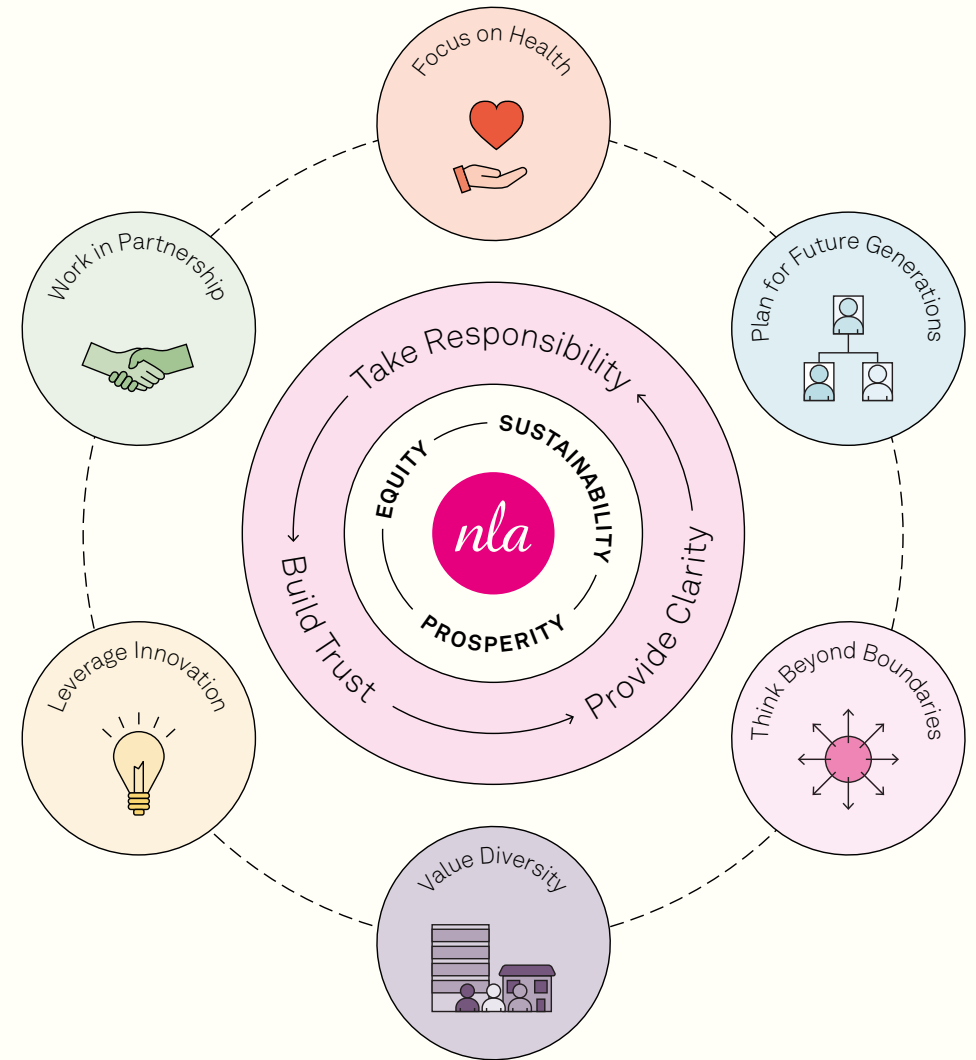 Focus on Health
Work in Partnership
Plan for Future Generations
Take Responsibility
EQUITY
SUSTAINABILITY
nla
PROSPERITY
Build Trust
Provide Clarity
Leverage Innovation
Think Beyond Boundaries
Value Diversity